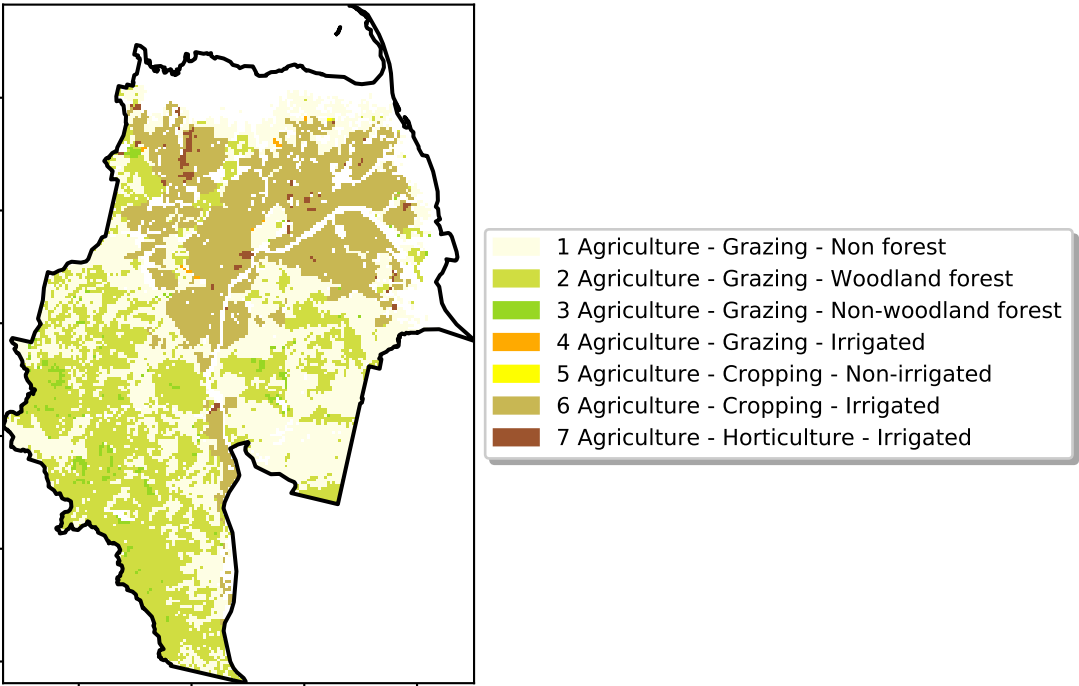 1 Agriculture - Grazing - Non forest
2 Agriculture - Grazing - Woodland forest
3 Agriculture - Grazing - Non-woodland forest
4 Agriculture - Grazing - Irrigated
5 Agriculture - Cropping - Non-irrigated
6 Agriculture - Cropping - Irrigated
7 Agriculture - Horticulture - Irrigated